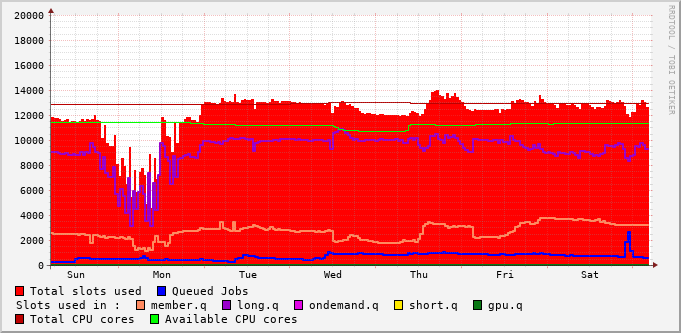 20000
18000
16000
14000
12000
10000
8000
6000
4000
2000
0
Sun Mon Tue Wed Thu Fri Sat
RRDTOOL / TOBI OETIKER
Total slots used Queued Jobs
Slots used in : member.q long.q ondemand.q short.q gpu.q
Total CPU cores Available CPU cores